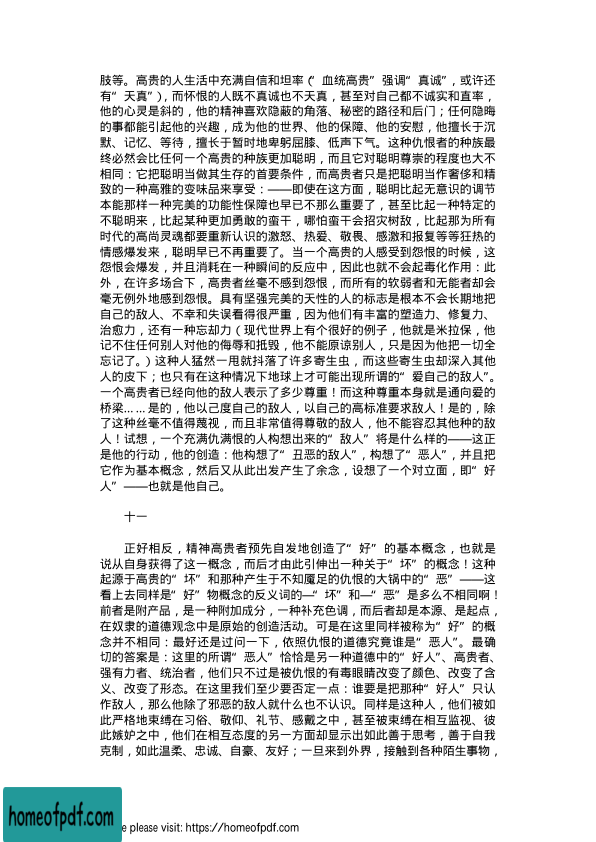 肢等。高贵的人生活中充满自信和坦率（“血统高贵”强调“真诚”，或许还
有“天真”），而怀恨的人既不真诚也不天真，甚至对自己都不诚实和直率，
他的心灵是斜的，他的精神喜欢隐蔽的角落、秘密的路径和后门；任何隐晦
的事都能引起他的兴趣，成为他的世界、他的保障、他的安慰，他擅长于沉
默、记忆、等待，擅长于暂时地卑躬屈膝、低声下气。这种仇恨者的种族最
终必然会比任何一个高贵的种族更加聪明，而且它对聪明尊崇的程度也大不
相同：它把聪明当做其生存的首要条件，而高贵者只是把聪明当作奢侈和精
致的一种高雅的变味品来享受：——即使在这方面，聪明比起无意识的调节
本能那样一种完美的功能性保障也早已不那么重要了，甚至比起一种特定的
不聪明来，比起某种更加勇敢的蛮干，哪怕蛮干会招灾树敌，比起那为所有
时代的高尚灵魂都要重新认识的激怒、热爱、敬畏、感激和报复等等狂热的
情感爆发来，聪明早已不再重要了。当一个高贵的人感受到怨恨的时候，这
怨恨会爆发，并且消耗在一种瞬间的反应中，因此也就不会起毒化作用：此
外，在许多场合下，高贵者丝毫不感到怨恨，而所有的软弱者和无能者却会
毫无例外地感到怨恨。具有坚强完美的天性的人的标志是根本不会长期地把
自己的敌人、不幸和失误看得很严重，因为他们有丰富的塑造力、修复力、
治愈力，还有一种忘却力（现代世界上有个很好的例子，他就是米拉保，他
记不住任何别人对他的侮辱和抵毁，他不能原谅别人，只是因为他把一切全
忘记了。）这种人猛然一甩就抖落了许多寄生虫，而这些寄生虫却深入其他
人的皮下；也只有在这种情况下地球上才可能出现所谓的“爱自己的敌人”。
一个高贵者已经向他的敌人表示了多少尊重！而这种尊重本身就是通向爱的
桥梁……是的，他以己度自己的敌人，以自己的高标准要求敌人！是的，除
了这种丝毫不值得蔑视，而且非常值得尊敬的敌人，他不能容忍其他种的敌
人！试想，一个充满仇满恨的人构想出来的“敌人”将是什么样的——这正
是他的行动，他的创造：他构想了“丑恶的敌人”，构想了“恶人”，并且把
它作为基本概念，然后又从此出发产生了余念，设想了一个对立面，即“好
人”——也就是他自己。
十一
正好相反，精神高贵者预先自发地创造了“好”的基本概念，也就是
说从自身获得了这一概念，而后才由此引伸出一种关于“坏”的概念！这种
起源于高贵的“坏”和那种产生于不知餍足的仇恨的大锅中的“恶”——这
看上去同样是“好”物概念的反义词的—“坏”和—“恶”是多么不相同啊！
前者是附产品，是一种附加成分，一种补充色调，而后者却是本源、是起点，
在奴隶的道德观念中是原始的创造活动。可是在这里同样被称为“好”的概
念并不相同：最好还是过问一下，依照仇恨的道德究竟谁是“恶人”。最确
切的答案是：这里的所谓“恶人”恰恰是另一种道德中的“好人”、高贵者、
强有力者、统治者，他们只不过是被仇恨的有毒眼睛改变了颜色、改变了含
义、改变了形态。在这里我们至少要否定一点：谁要是把那种“好人”只认
作敌人，那么他除了邪恶的敌人就什么也不认识。同样是这种人，他们被如
此严格地束缚在习俗、敬仰、礼节、感戴之中，甚至被束缚在相互监视、彼
此嫉妒之中，他们在相互态度的另一方面却显示出如此善于思考，善于自我
克制，如此温柔、忠诚、自豪、友好；一旦来到外界，接触到各种陌生事物，
homeofpdf.com
e please visit: https://homeofpdf.com